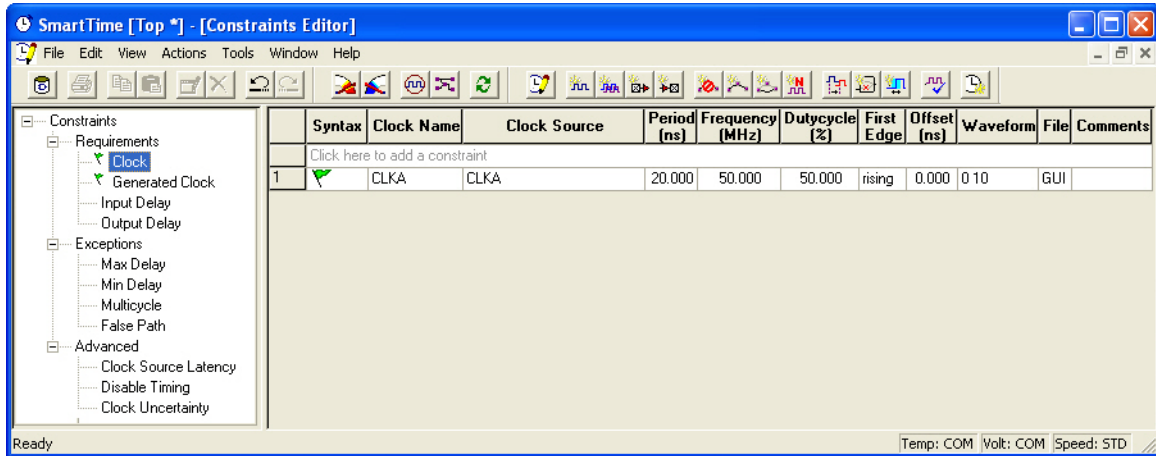 SmartTime [Top *] - [Constraints Editor]
File Edit View Actions Tools Window Help
Constraints
Requirements
Clock
Generated Clock
Input Delay
Output Delay
Exceptions
Max Delay
Min Delay
Multicycle
False Path
Advanced
Clock Source Latency
Disable Timing
Clock Uncertainty
Syntax Clock Name Clock Source Period (ns) Frequency (MHz) Dutycycle (%) First Edge Offset (ns) Waveform File Comments
Click here to add a constraint
1 CLKA CLKA 20.000 50.000 50.000 rising 0.000 0 10 GUI
Ready Temp: COM Volt: COM Speed: STD